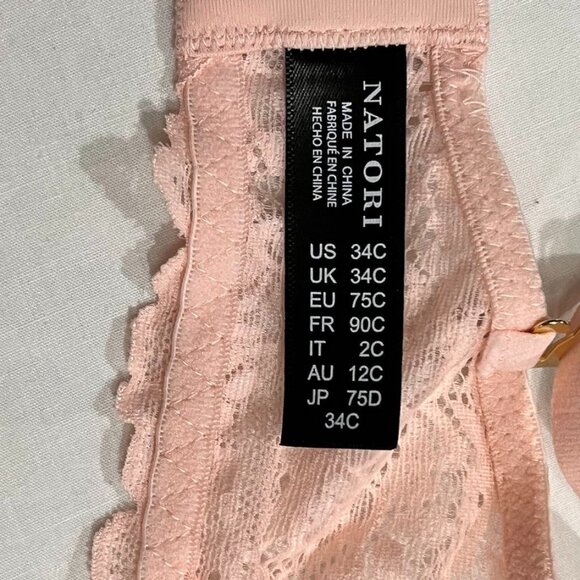 NATORI
MADE IN CHINA
FABRIQUÉ EN CHINE
HECHO EN CHINA
US 34C
UK 34C
EU 75C
FR 90C
IT 2C
AU 12C
JP 75D
34C